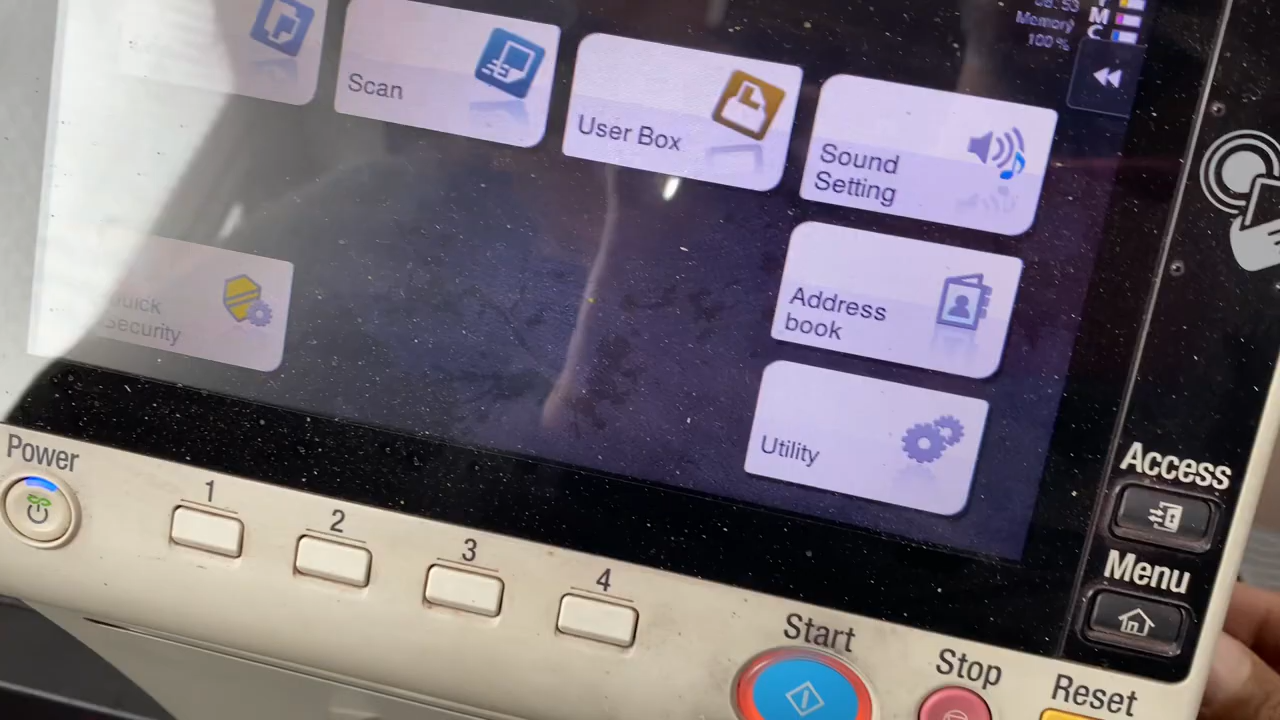 Memory
100 %
M
C
Scan
User Box
Sound
Setting
Address
book
Quick
Security
Utility
Power
1
2
3
4
Access
Menu
Start
Stop
Reset